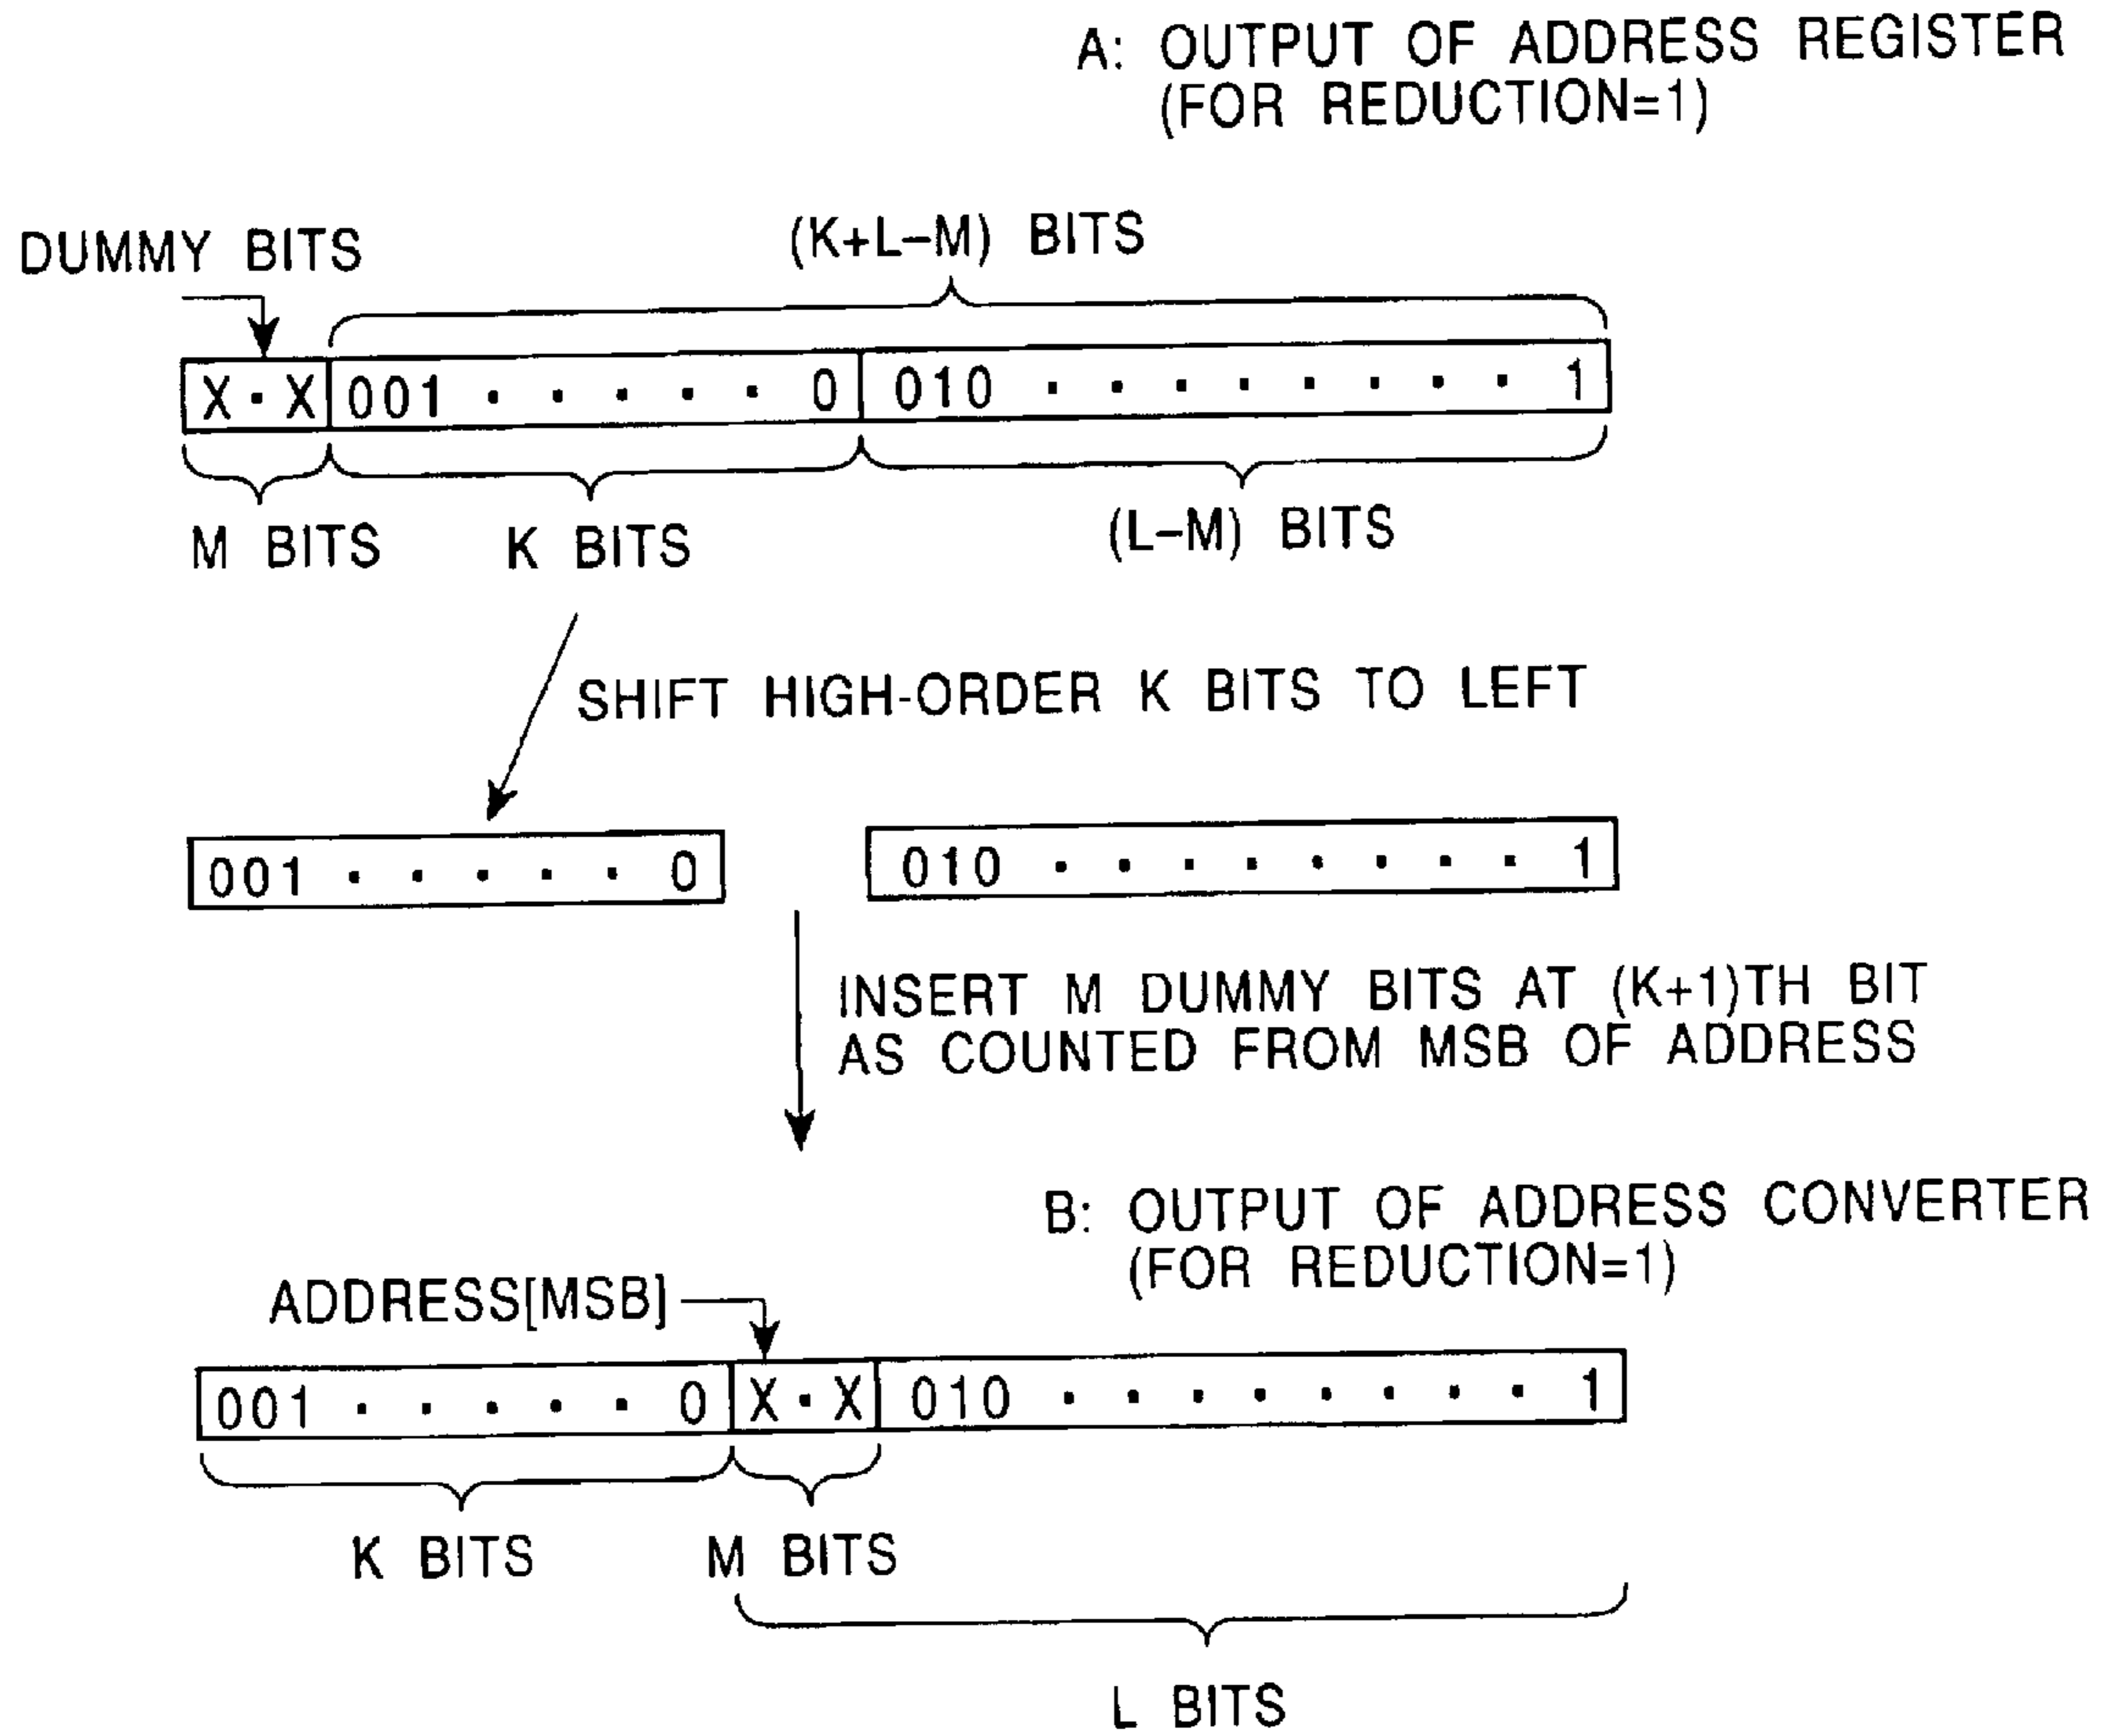 A: OUTPUT OF ADDRESS REGISTER
(FOR REDUCTION=1)
DUMMY BITS
(K+L−M) BITS
X · X 001 · · · · · 0 010 · · · · · · · · 1
M BITS K BITS (L−M) BITS
SHIFT HIGH-ORDER K BITS TO LEFT
001 · · · · · 0 010 · · · · · · · · 1
INSERT M DUMMY BITS AT (K+1)TH BIT
AS COUNTED FROM MSB OF ADDRESS
B: OUTPUT OF ADDRESS CONVERTER
(FOR REDUCTION=1)
ADDRESS[MSB]
001 · · · · · 0 X · X 010 · · · · · · · · 1
K BITS M BITS
L BITS